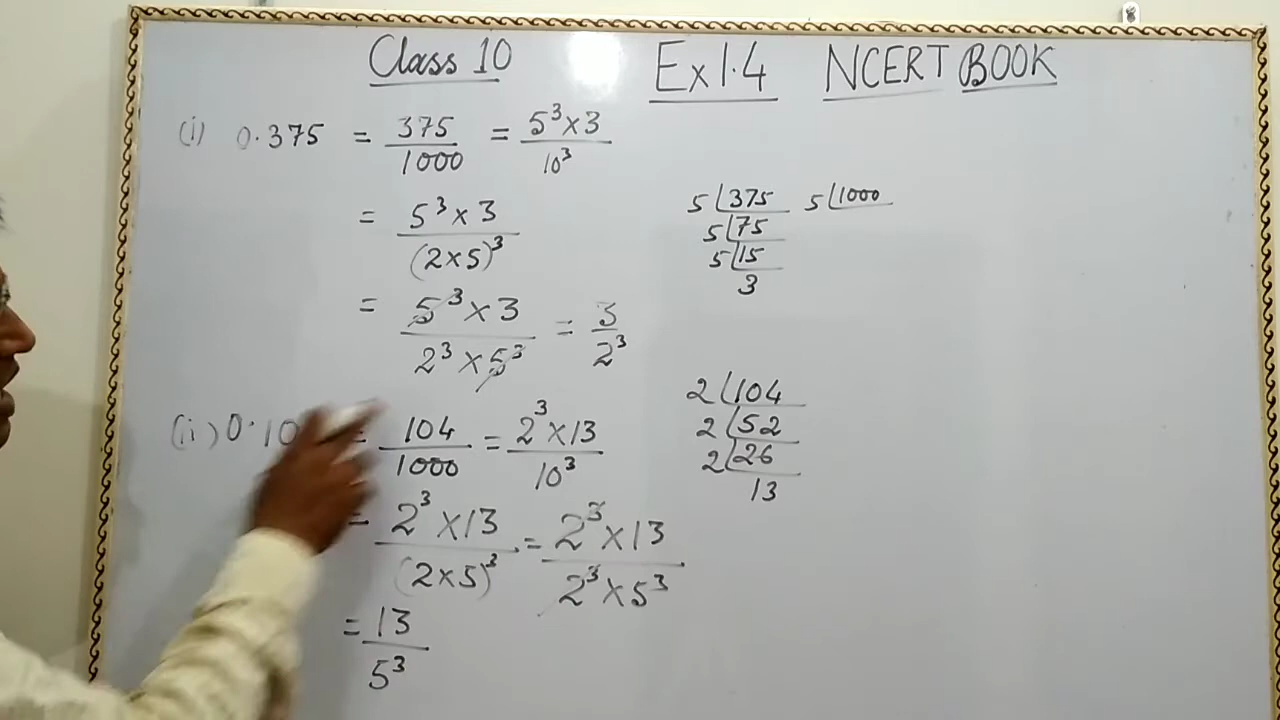 Class 10 Ex 1.4 NCERT BOOK
(i) 0.375 = 375/1000 = 5³×3/10³
= 5³×3/(2×5)³
= 5³×3/2³×5³ = 3/2³
5 375
5 75
5 15
3
5 1000
(ii) 0.10 = 104/1000 = 2³×13/10³
= 2³×13/(2×5)³ = 2³×13/2³×5³
= 13/5³
2 104
2 52
2 26
13